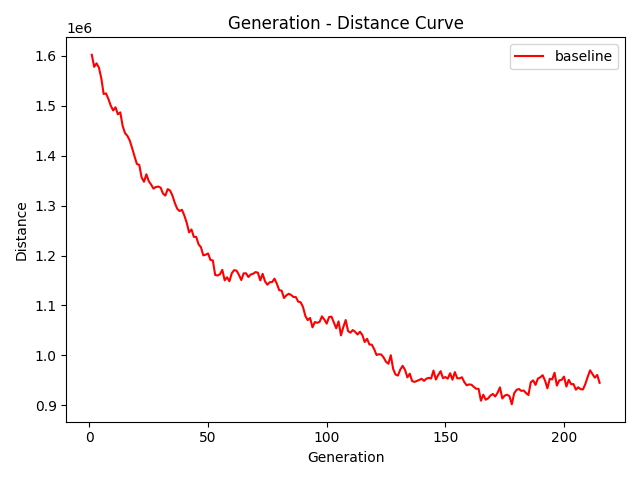 Generation - Distance Curve
1e6
baseline
1.6
1.5
1.4
1.3
1.2
1.1
1.0
0.9
Distance
0 50 100 150 200
Generation